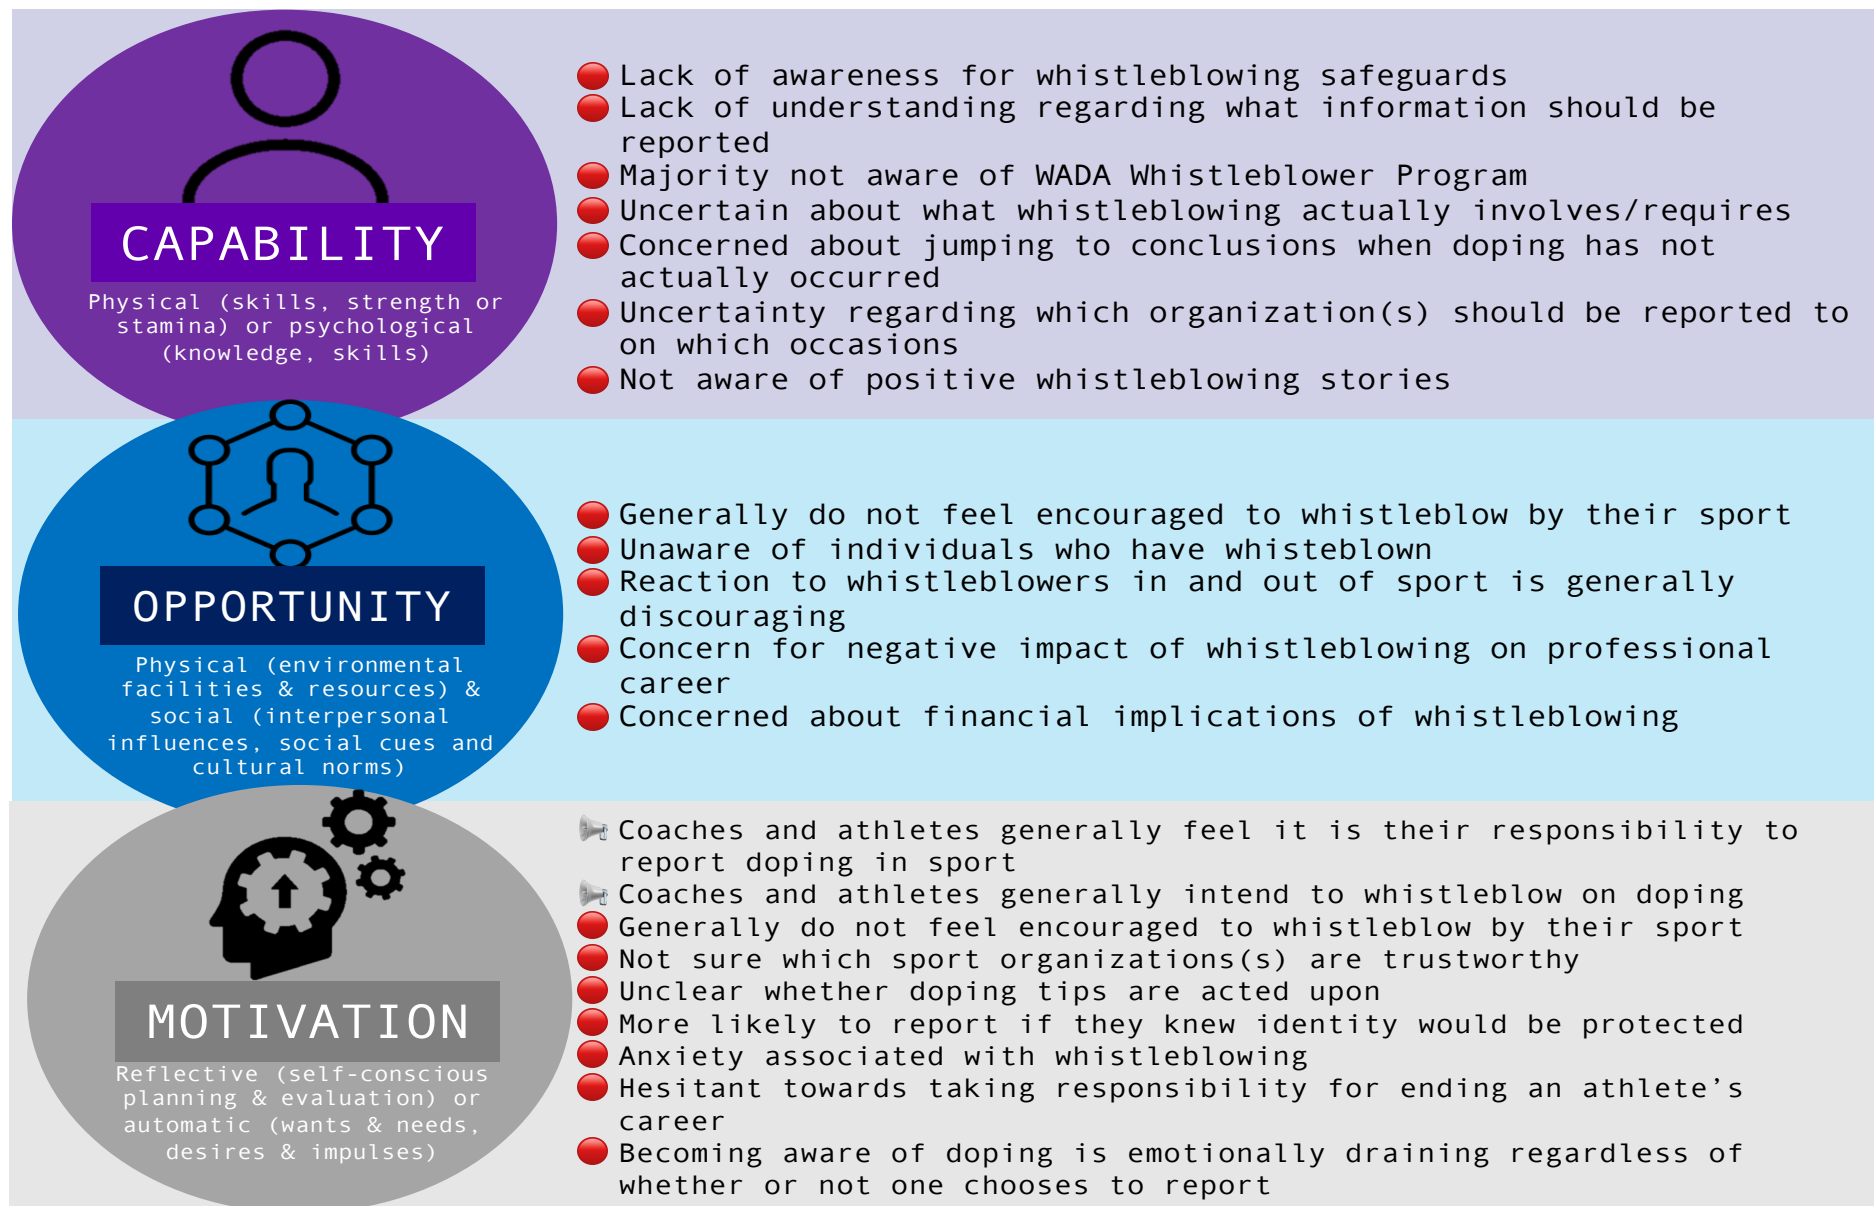 CAPABILITY
Physical (skills, strength or
stamina) or psychological
(knowledge, skills)
Lack of awareness for whistleblowing safeguards
Lack of understanding regarding what information should be
reported
Majority not aware of WADA Whistleblower Program
Uncertain about what whistleblowing actually involves/requires
Concerned about jumping to conclusions when doping has not
actually occurred
Uncertainty regarding which organization(s) should be reported to
on which occasions
Not aware of positive whistleblowing stories
OPPORTUNITY
Physical (environmental
facilities & resources) &
social (interpersonal
influences, social cues and
cultural norms)
Generally do not feel encouraged to whistleblow by their sport
Unaware of individuals who have whisteblown
Reaction to whistleblowers in and out of sport is generally
discouraging
Concern for negative impact of whistleblowing on professional
career
Concerned about financial implications of whistleblowing
MOTIVATION
Reflective (self-conscious
planning & evaluation) or
automatic (wants & needs,
desires & impulses)
Coaches and athletes generally feel it is their responsibility to
report doping in sport
Coaches and athletes generally intend to whistleblow on doping
Generally do not feel encouraged to whistleblow by their sport
Not sure which sport organizations(s) are trustworthy
Unclear whether doping tips are acted upon
More likely to report if they knew identity would be protected
Anxiety associated with whistleblowing
Hesitant towards taking responsibility for ending an athlete’s
career
Becoming aware of doping is emotionally draining regardless of
whether or not one chooses to report